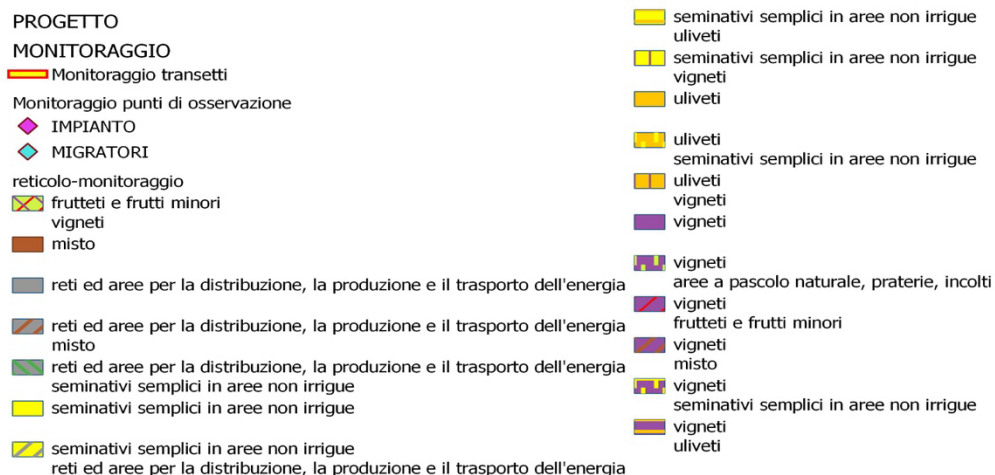 PROGETTO
MONITORAGGIO
Monitoraggio transetti
Monitoraggio punti di osservazione
IMPIANTO
MIGRATORI
reticolo-monitoraggio
frutteti e frutti minori
vigneti
misto
reti ed aree per la distribuzione, la produzione e il trasporto dell'energia
reti ed aree per la distribuzione, la produzione e il trasporto dell'energia
misto
reti ed aree per la distribuzione, la produzione e il trasporto dell'energia
seminativi semplici in aree non irrigue
seminativi semplici in aree non irrigue
seminativi semplici in aree non irrigue
reti ed aree per la distribuzione, la produzione e il trasporto dell'energia
seminativi semplici in aree non irrigue
uliveti
seminativi semplici in aree non irrigue
vigneti
uliveti
uliveti
seminativi semplici in aree non irrigue
uliveti
vigneti
vigneti
vigneti
aree a pascolo naturale, praterie, incolti
vigneti
frutteti e frutti minori
vigneti
misto
vigneti
seminativi semplici in aree non irrigue
vigneti
uliveti